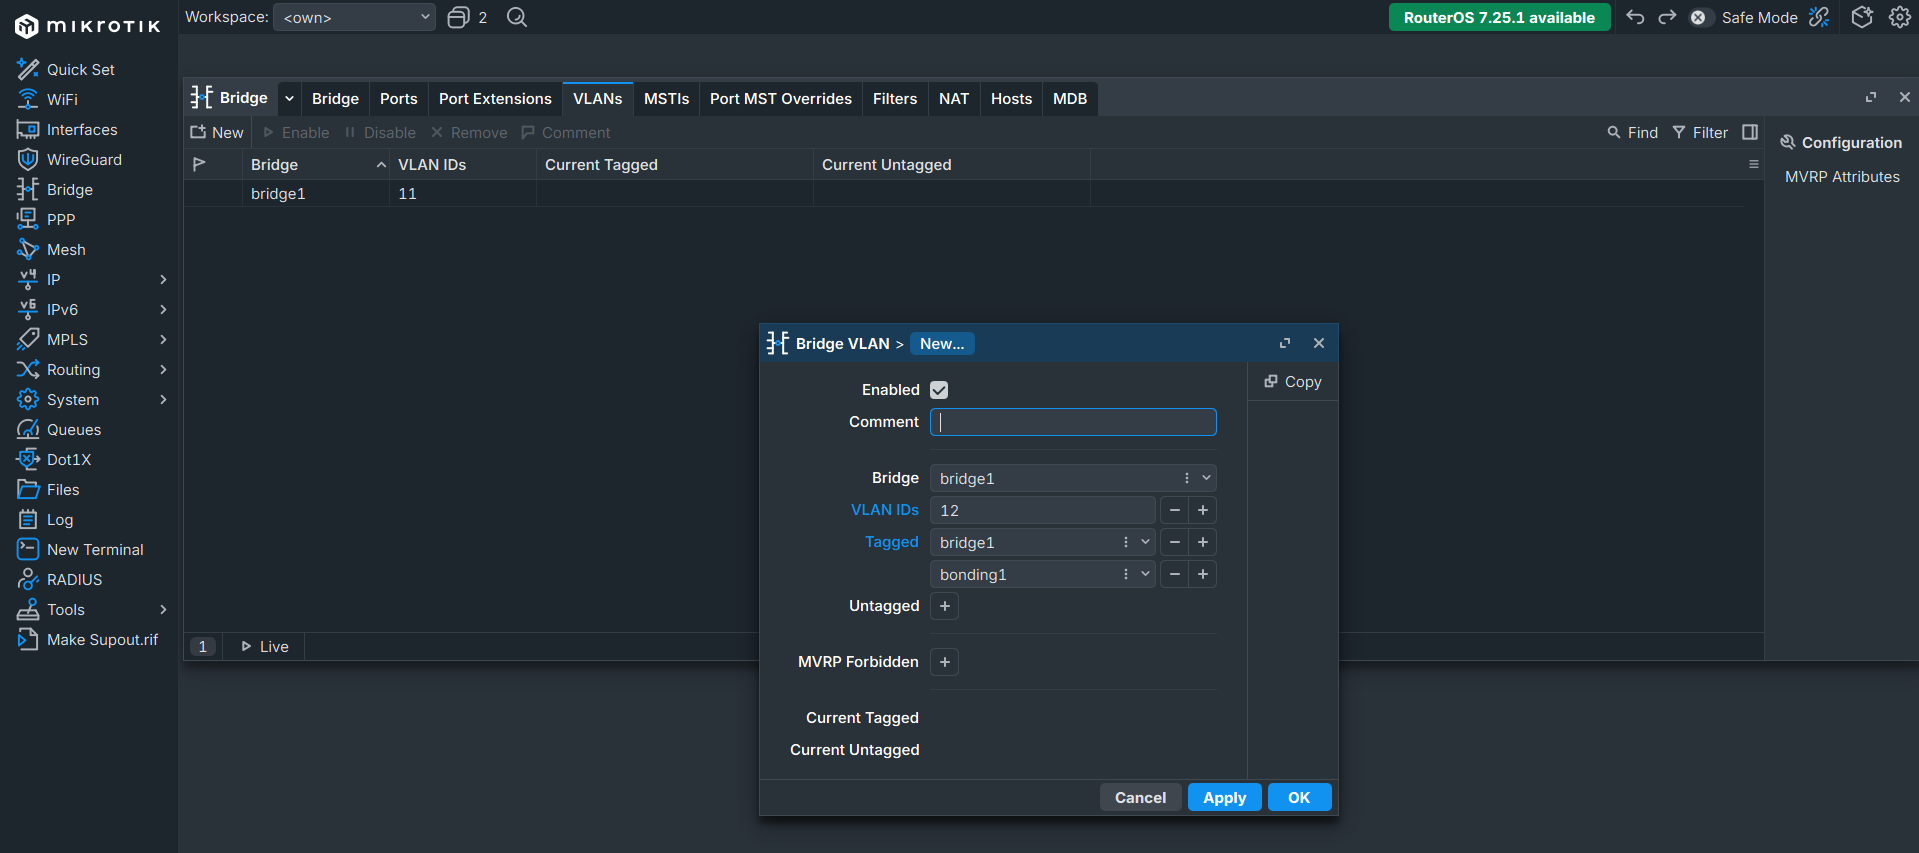 mikrotik
Workspace: <own> 2
RouterOS 7.25.1 available
Safe Mode
Quick Set
WiFi
Interfaces
WireGuard
Bridge
PPP
Mesh
IP
IPv6
MPLS
Routing
System
Queues
Dot1X
Files
Log
New Terminal
RADIUS
Tools
Make Supout.rif
Bridge Bridge Ports Port Extensions VLANs MSTIs Port MST Overrides Filters NAT Hosts MDB
New Enable Disable Remove Comment Find Filter
Bridge VLAN IDs Current Tagged Current Untagged
bridge1 11
1 Live
Configuration
MVRP Attributes
Bridge VLAN > New...
Copy
Enabled
Comment
Bridge bridge1
VLAN IDs 12
Tagged bridge1
bonding1
Untagged
MVRP Forbidden
Current Tagged
Current Untagged
Cancel Apply OK